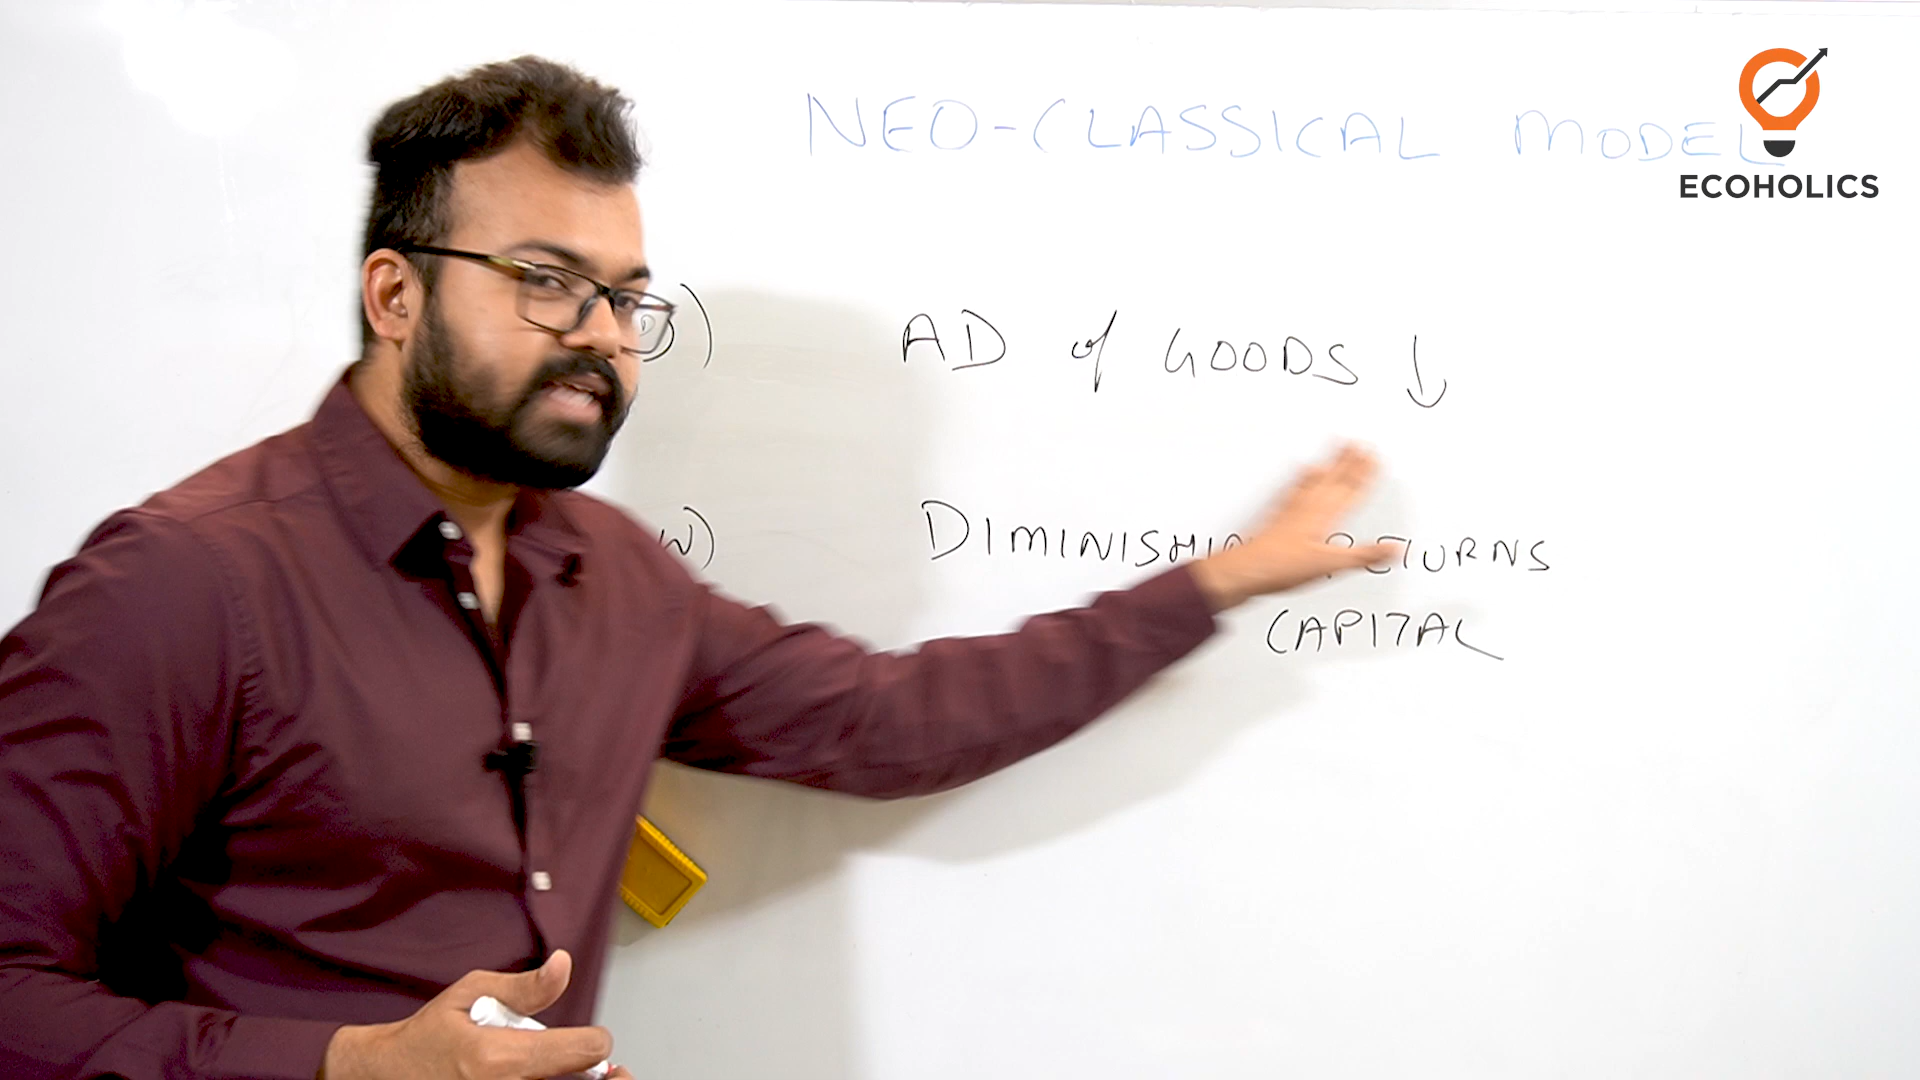 NEO-CLASSICAL MODEL
ECOHOLICS
D) AD of GOODS ↓
W) DIMINISHING RETURNS
CAPITAL